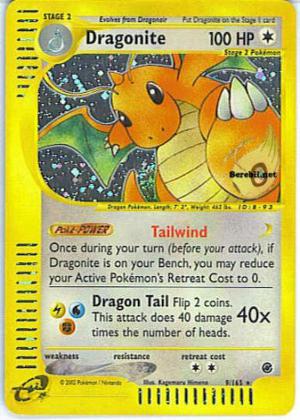 STAGE 2 Evolves from Dragonair Put Dragonite on the Stage 1 card
Dragonite 100 HP
Stage 2 Pokémon
Berebil.net
Dragon Pokémon. Length: 7' 3", Weight: 463 lbs.
Poké-POWER Tailwind
Once during your turn (before your attack), if
Dragonite is on your Bench, you may reduce
your Active Pokémon's Retreat Cost to 0.
Dragon Tail Flip 2 coins.
This attack does 40 damage 40x
times the number of heads.
weakness resistance retreat cost
©2002 Pokémon / Nintendo Illus. Kagemaru Himeno 9/165 ★
e